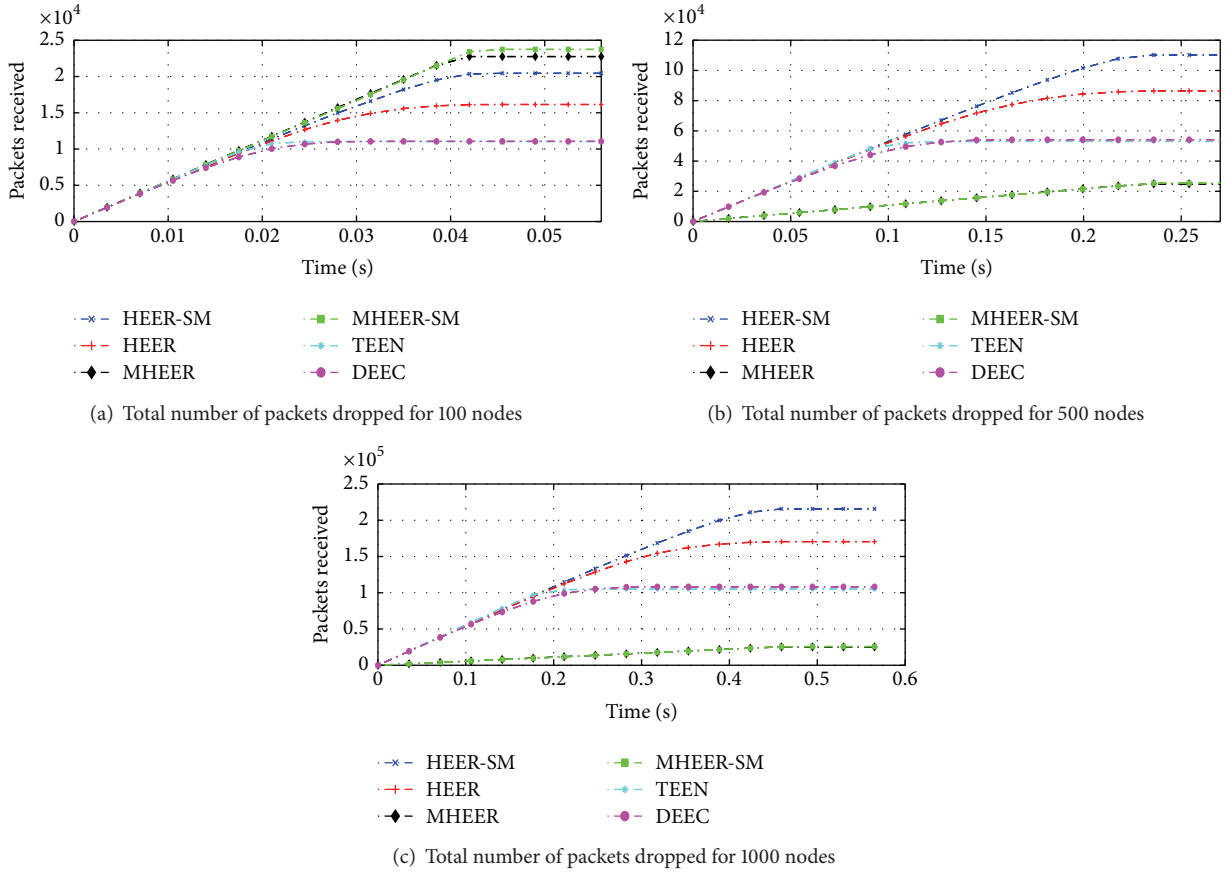 ×10⁴
2.5
2
1.5
1
0.5
0
Packets received
0
0.01
0.02
0.03
0.04
0.05
Time (s)
HEER-SM
HEER
MHEER
MHEER-SM
TEEN
DEEC
(a) Total number of packets dropped for 100 nodes
×10⁴
12
10
8
6
4
2
0
Packets received
0
0.05
0.1
0.15
0.2
0.25
Time (s)
HEER-SM
HEER
MHEER
MHEER-SM
TEEN
DEEC
(b) Total number of packets dropped for 500 nodes
×10⁵
2.5
2
1.5
1
0.5
0
Packets received
0
0.1
0.2
0.3
0.4
0.5
0.6
Time (s)
HEER-SM
HEER
MHEER
MHEER-SM
TEEN
DEEC
(c) Total number of packets dropped for 1000 nodes